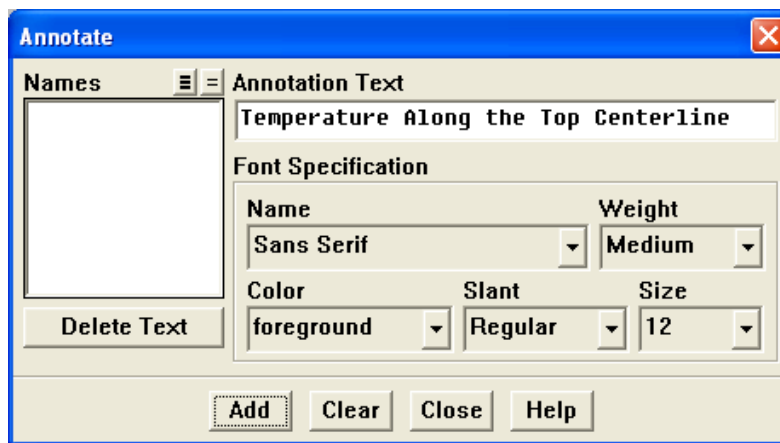 Annotate
Names
Annotation Text
Temperature Along the Top Centerline
Font Specification
Name
Weight
Sans Serif
Medium
Color
Slant
Size
foreground
Regular
12
Delete Text
Add
Clear
Close
Help